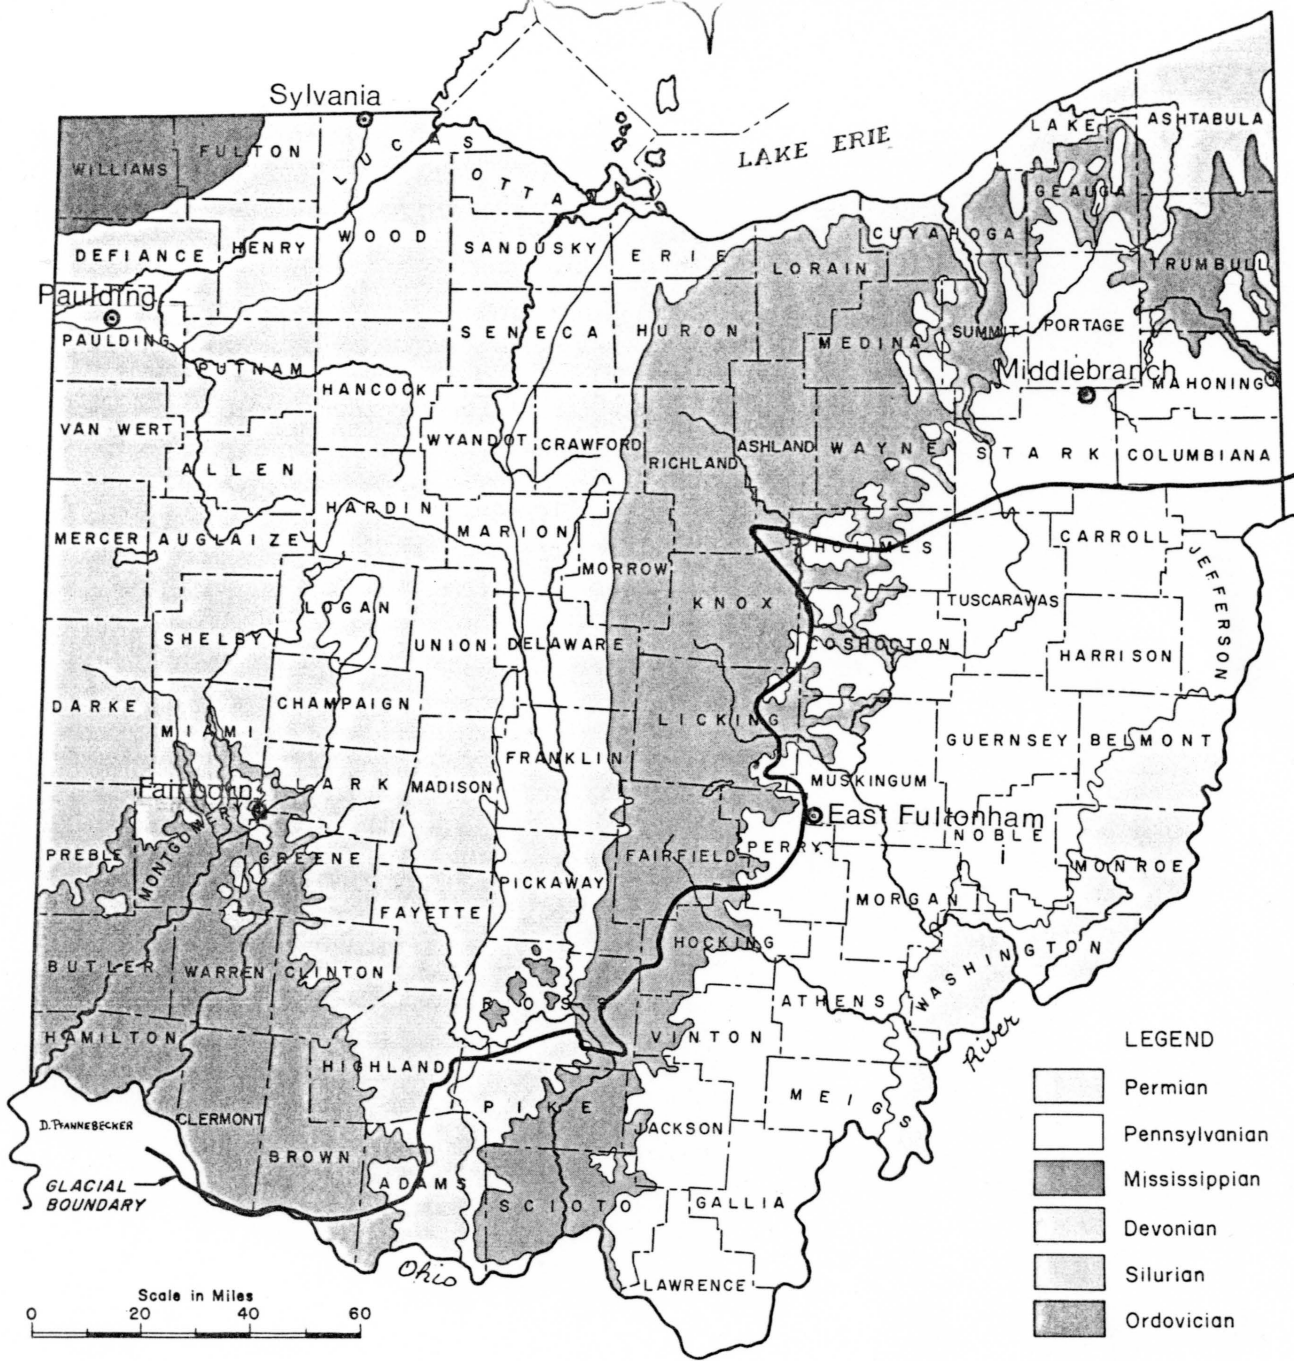 Sylvania
LAKE ERIE
LAKE
ASHTABULA
WILLIAMS
FULTON
LUCAS
OTTAWA
GEAUGA
DEFIANCE
HENRY
WOOD
SANDUSKY
ERIE
LORAIN
CUYAHOGA
TRUMBULL
Paulding
PAULDING
PUTNAM
HANCOCK
SENECA
HURON
MEDINA
SUMMIT
PORTAGE
Middlebranch
MAHONING
VAN WERT
ALLEN
WYANDOT
CRAWFORD
RICHLAND
ASHLAND
WAYNE
STARK
COLUMBIANA
MERCER
AUGLAIZE
HARDIN
MARION
MORROW
HOLMES
CARROLL
JEFFERSON
LOGAN
KNOX
TUSCARAWAS
SHELBY
UNION
DELAWARE
COSHOCTON
HARRISON
DARKE
MIAMI
CHAMPAIGN
LICKING
GUERNSEY
BELMONT
Fairborn
CLARK
MADISON
FRANKLIN
MUSKINGUM
East Fultonham
PREBLE
MONTGOMERY
GREENE
FAIRFIELD
PERRY
NOBLE
MONROE
FAYETTE
PICKAWAY
MORGAN
BUTLER
WARREN
CLINTON
HOCKING
WASHINGTON
ROSS
ATHENS
HAMILTON
HIGHLAND
VINTON
River
CLERMONT
PIKE
JACKSON
MEIGS
D. PFANNEBECKER
BROWN
ADAMS
SCIOTO
GALLIA
GLACIAL
BOUNDARY
Ohio
LAWRENCE
LEGEND
Permian
Pennsylvanian
Mississippian
Devonian
Silurian
Ordovician
Scale in Miles
0 20 40 60